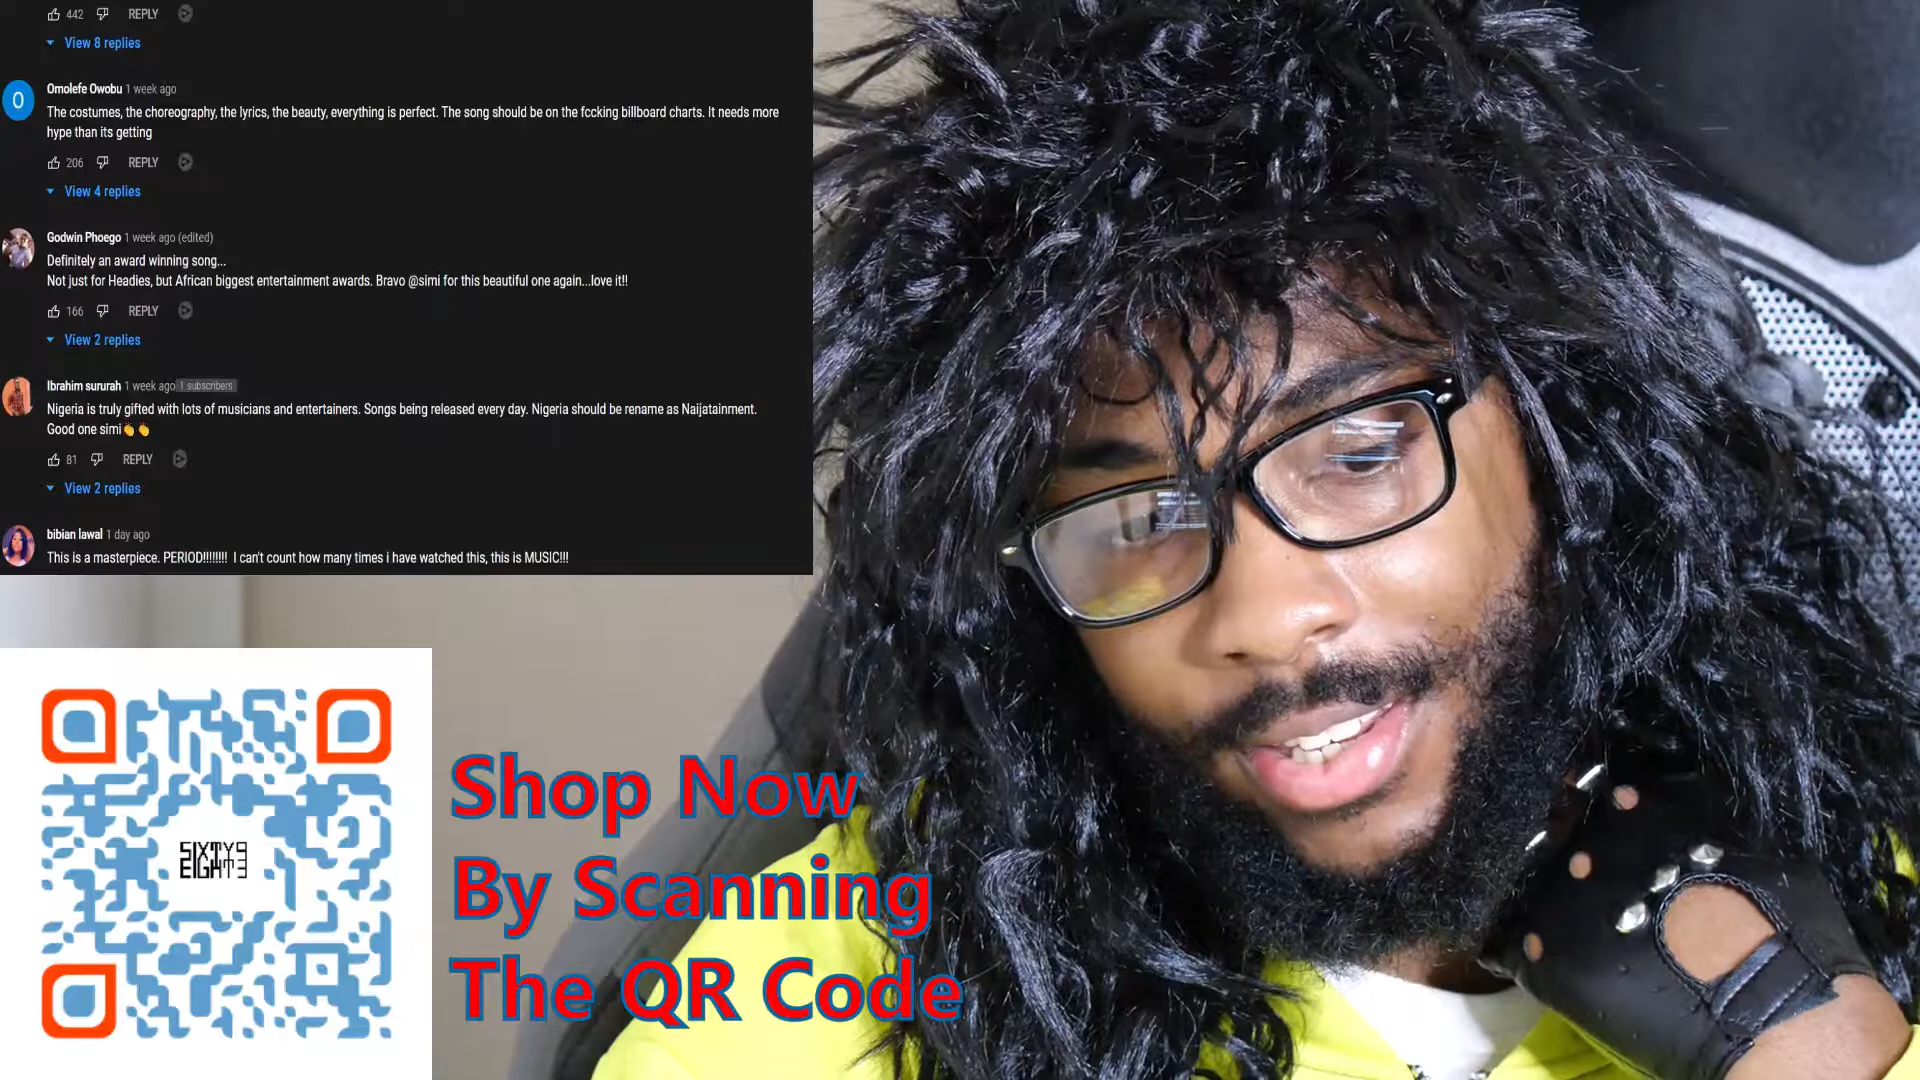 442 REPLY
View 8 replies
O
Omolefe Owobu 1 week ago
The costumes, the choreography, the lyrics, the beauty, everything is perfect. The song should be on the fccking billboard charts. It needs more
hype than its getting
206 REPLY
View 4 replies
Godwin Phoego 1 week ago (edited)
Definitely an award winning song...
Not just for Headies, but African biggest entertainment awards. Bravo @simi for this beautiful one again...love it!!
166 REPLY
View 2 replies
Ibrahim sururah 1 week ago 1 subscribers
Nigeria is truly gifted with lots of musicians and entertainers. Songs being released every day. Nigeria should be rename as Naijatainment.
Good one simi👏👏
81 REPLY
View 2 replies
bibian lawal 1 day ago
This is a masterpiece. PERIOD!!!!!!!! I can't count how many times i have watched this, this is MUSIC!!!
Shop Now
By Scanning
The QR Code